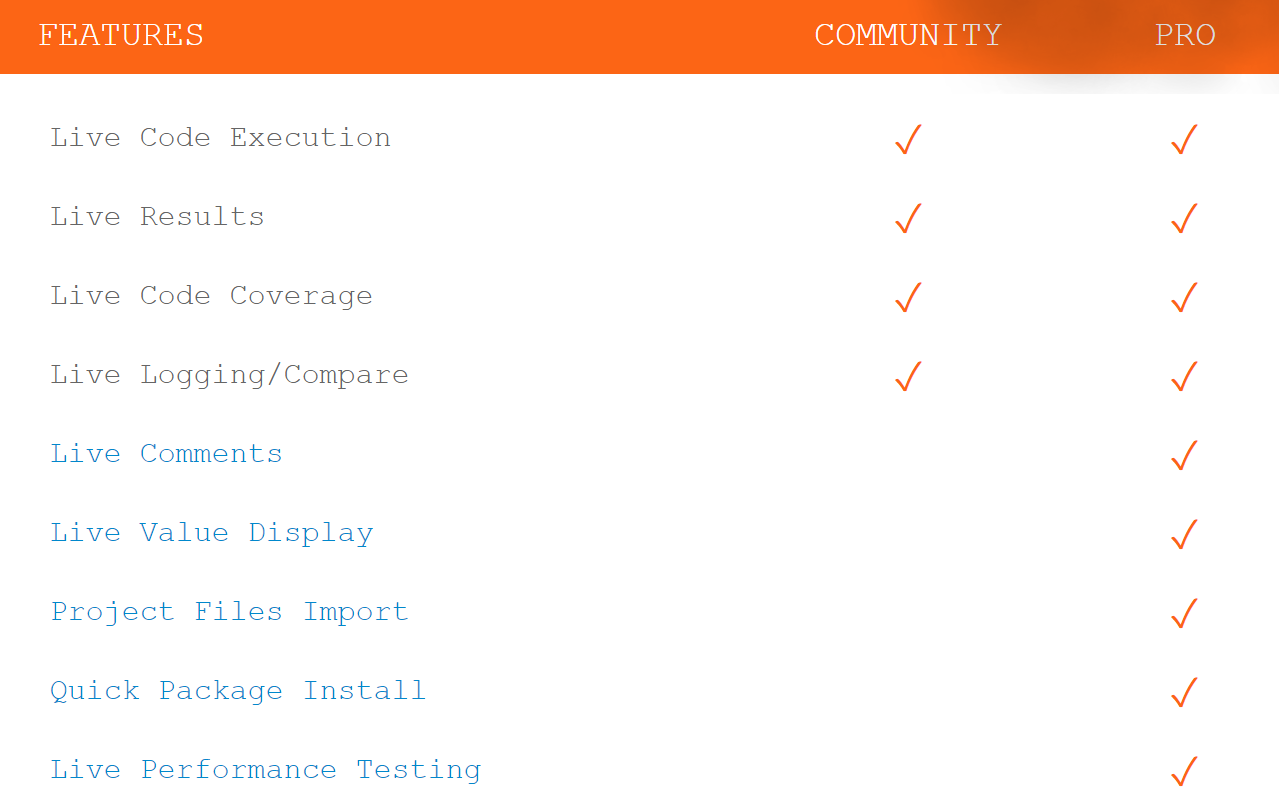 FEATURES COMMUNITY PRO
Live Code Execution ✓ ✓
Live Results ✓ ✓
Live Code Coverage ✓ ✓
Live Logging/Compare ✓ ✓
Live Comments ✓
Live Value Display ✓
Project Files Import ✓
Quick Package Install ✓
Live Performance Testing ✓